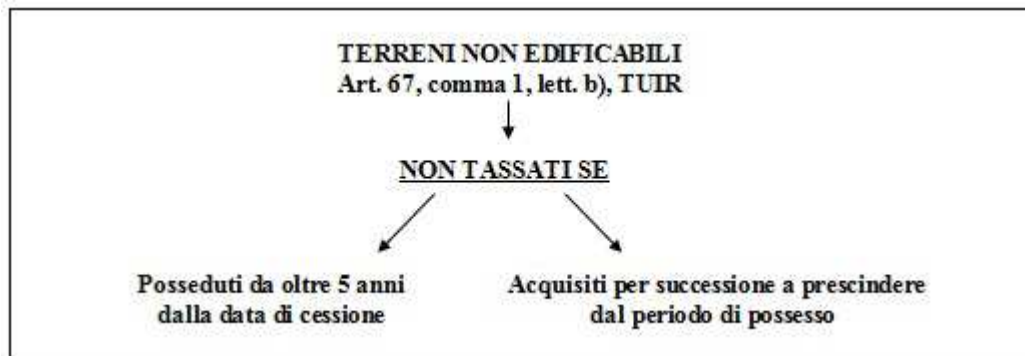 TERRENI NON EDIFICABILI
Art. 67, comma 1, lett. b), TUIR
NON TASSATI SE
Posseduti da oltre 5 anni
dalla data di cessione
Acquisiti per successione a prescindere
dal periodo di possesso